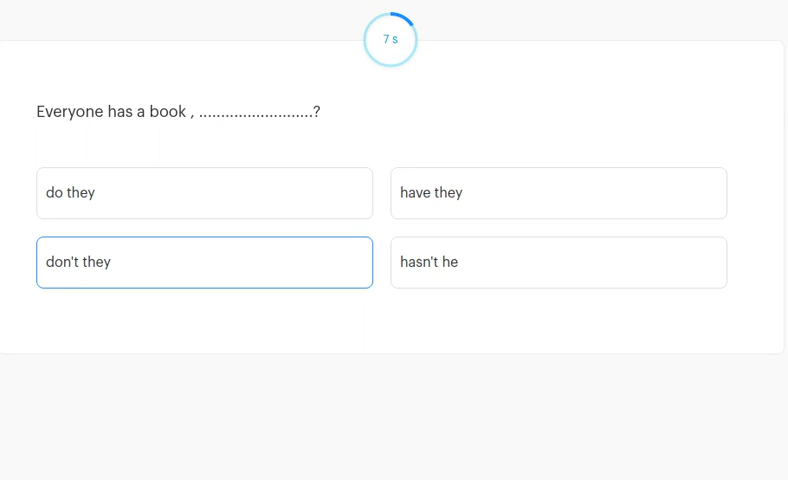 7 s
Everyone has a book , ..........................?
do they
have they
don't they
hasn't he